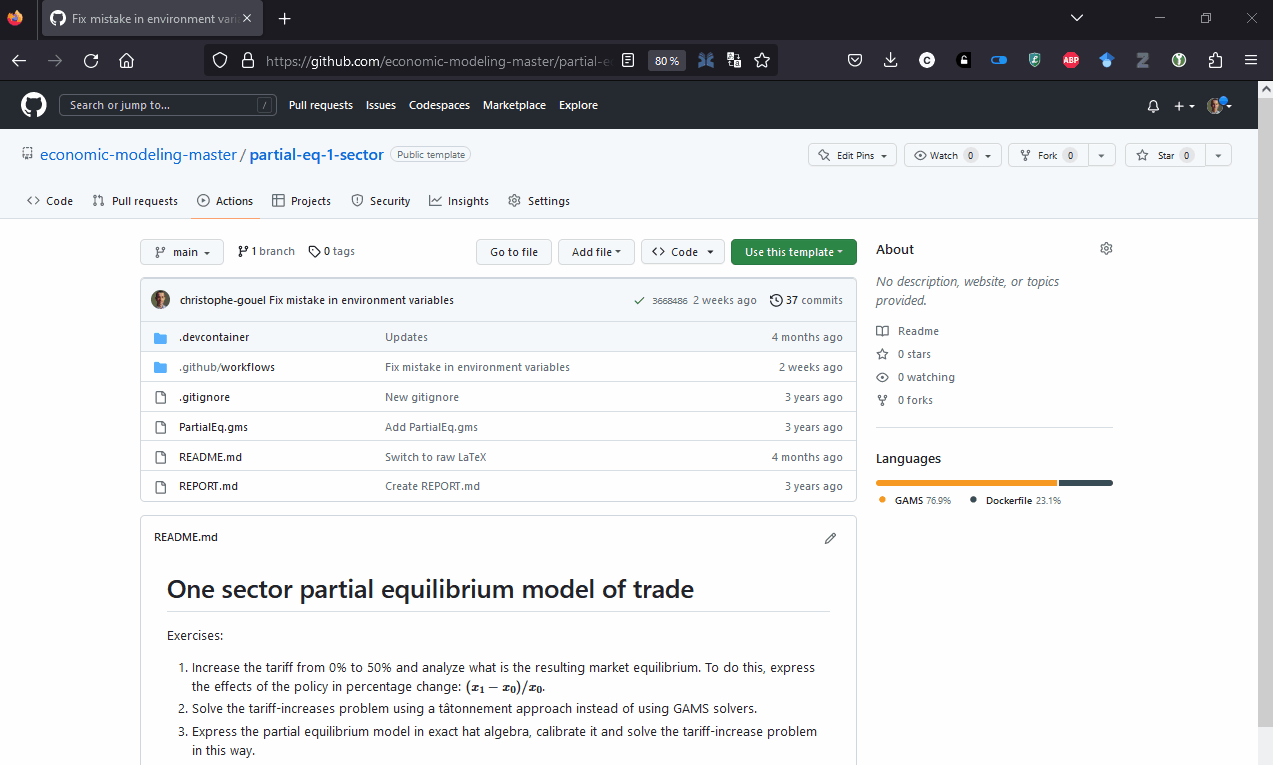 Fix mistake in environment vari
https://github.com/economic-modeling-master/partial-e
80 %
ABP
Search or jump to... /
Pull requests Issues Codespaces Marketplace Explore
economic-modeling-master / partial-eq-1-sector Public template
Edit Pins Watch 0 Fork 0 Star 0
Code Pull requests Actions Projects Security Insights Settings
main 1 branch 0 tags Go to file Add file Code Use this template
christophe-gouel Fix mistake in environment variables 3668486 2 weeks ago 37 commits
.devcontainer Updates 4 months ago
.github/workflows Fix mistake in environment variables 2 weeks ago
.gitignore New gitignore 3 years ago
PartialEq.gms Add PartialEq.gms 3 years ago
README.md Switch to raw LaTeX 4 months ago
REPORT.md Create REPORT.md 3 years ago
About
No description, website, or topics
provided.
Readme
0 stars
0 watching
0 forks
Languages
GAMS 76.9% Dockerfile 23.1%
README.md
One sector partial equilibrium model of trade
Exercises:
1. Increase the tariff from 0% to 50% and analyze what is the resulting market equilibrium. To do this, express
the effects of the policy in percentage change: (x₁ − x₀)/x₀.
2. Solve the tariff-increases problem using a tâtonnement approach instead of using GAMS solvers.
3. Express the partial equilibrium model in exact hat algebra, calibrate it and solve the tariff-increase problem
in this way.